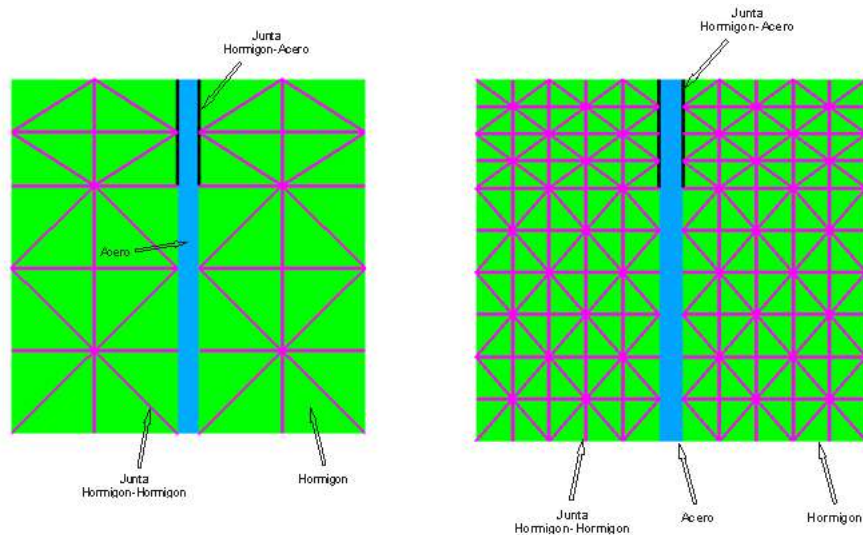 Junta
Hormigon-Acero
Acero
Junta
Hormigon-Hormigon
Hormigon
Junta
Hormigon-Acero
Junta
Hormigon-Hormigon
Acero
Hormigon